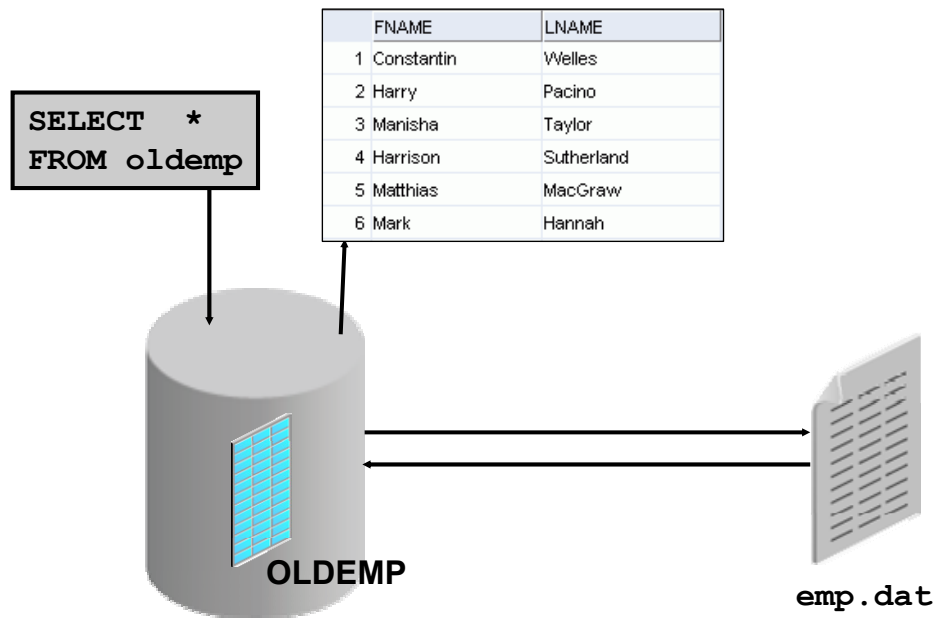 FNAME LNAME
1 Constantin Welles
2 Harry Pacino
3 Manisha Taylor
4 Harrison Sutherland
5 Matthias MacGraw
6 Mark Hannah
SELECT *
FROM oldemp
OLDEMP
emp.dat